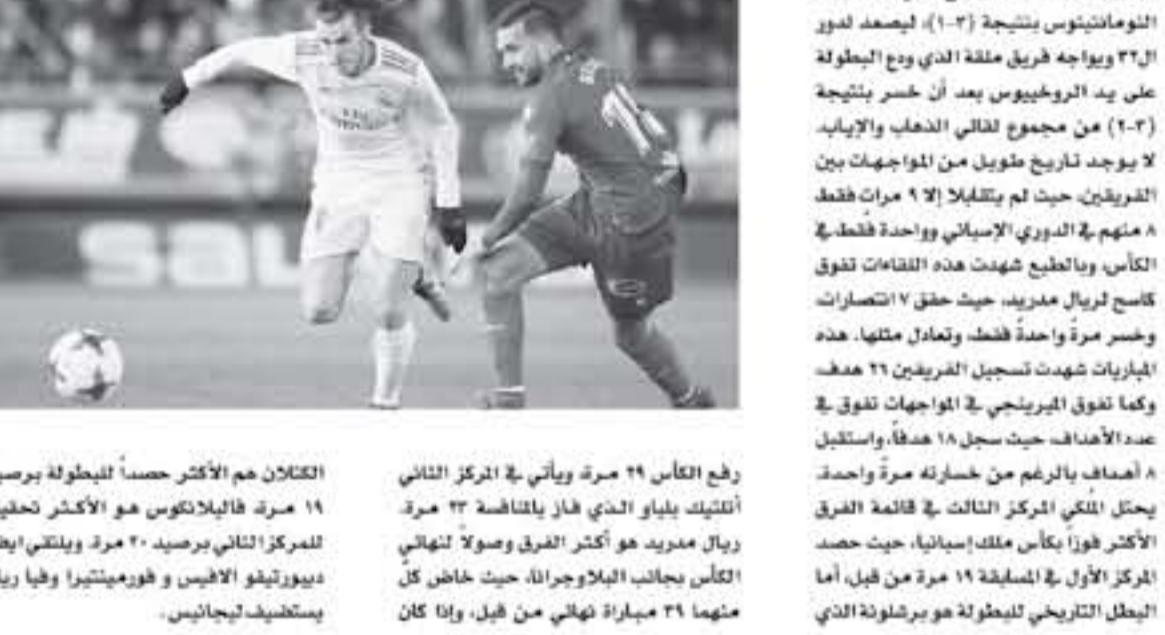 النومانتينوس بنتيجة (٣-١)، ليصعد لدور
ال٣٢ ويواجه فريق ملقة الذي ودع البطولة
على يد الروخيبوس بعد أن خسر بنتيجة
(٣-٢) من مجموع لقائي الذهاب والإياب.
لا يوجد تاريخ طويل من المواجهات بين
الفريقين، حيث لم يتقابلا إلا ٩ مرات فقط،
٨ منهم في الدوري الإسباني وواحدة فقط في
الكأس، وبالطبع شهدت هذه اللقاءات تفوق
كاسح لريال مدريد، حيث حقق ٧ انتصارات،
وخسر مرةً واحدةً فقط، وتعادل مثلها. هذه
المباريات شهدت تسجيل الفريقين ٢٦ هدف،
وكما تفوق الميرينجي في المواجهات تفوق في
عدد الأهداف، حيث سجل ١٨ هدفاً، واستقبل
٨ أهداف بالرغم من خسارته مرةً واحدة.
يحتل الملكي المركز الثالث في قائمة الفرق
الأكثر فوزا بكأس ملك إسبانيا، حيث حصد
المركز الأول في المسابقة ١٩ مرة من قبل، أما
البطل التاريخي للبطولة هو برشلونة الذي
رفع الكأس ٢٩ مرة، ويأتي في المركز الثاني
أتلتيك بلباو الذي فاز بالمنافسة ٢٣ مرة.
ريال مدريد هو أكثر الفرق وصولاً لنهائي
الكأس بجانب البلاوجرانا، حيث خاض كلٌ
منهما ٣٩ مباراة نهائي من قبل، وإذا كان
الكتلان هم الأكثر حصداً للبطولة برصيد
١٩ مرة، فالبلانكوس هو الأكثر تحقي
للمركز الثاني برصيد ٢٠ مرة. ويلتقي ايط
ديبورتيفو الافيس و فورمينتيرا وفيا ريا
يستضيف ليجانيس.